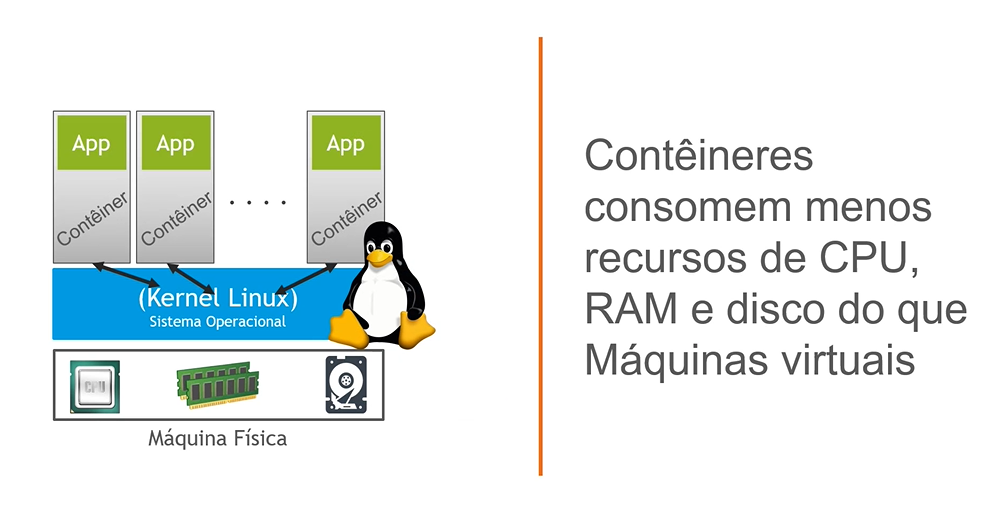 App
App
App
Contêiner
Contêiner
. . . .
Contêiner
(Kernel Linux)
Sistema Operacional
CPU
Máquina Física
Contêineres
consomem menos
recursos de CPU,
RAM e disco do que
Máquinas virtuais